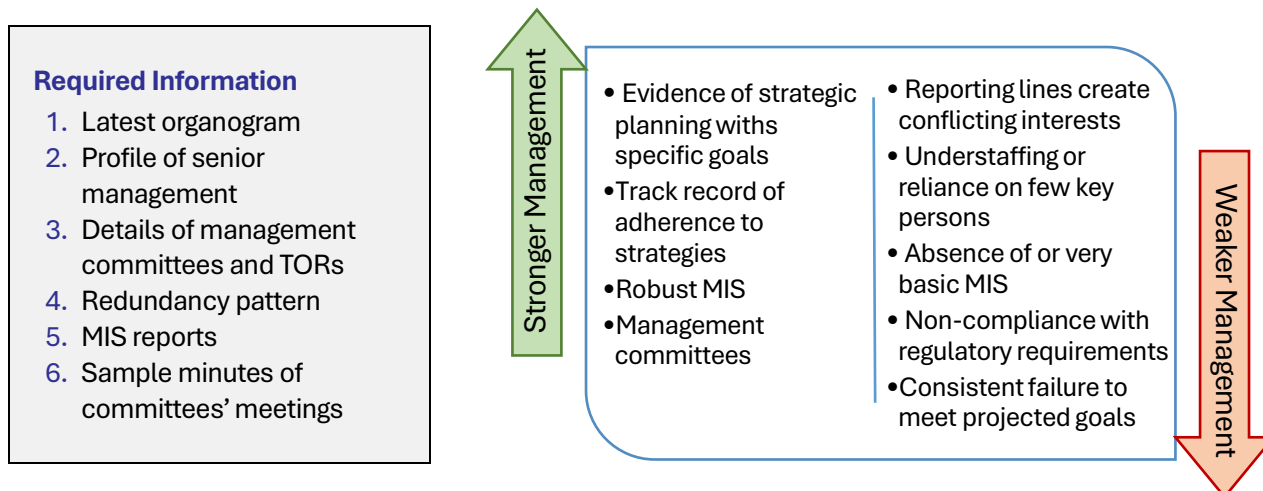 Required Information
1. Latest organogram
2. Profile of senior
management
3. Details of management
committees and TORs
4. Redundancy pattern
5. MIS reports
6. Sample minutes of
committees’ meetings
Stronger Management
• Evidence of strategic
planning withs
specific goals
•Track record of
adherence to
strategies
•Robust MIS
•Management
committees
• Reporting lines create
conflicting interests
• Understaffing or
reliance on few key
persons
• Absence of or very
basic MIS
• Non-compliance with
regulatory requirements
•Consistent failure to
meet projected goals
Weaker Management